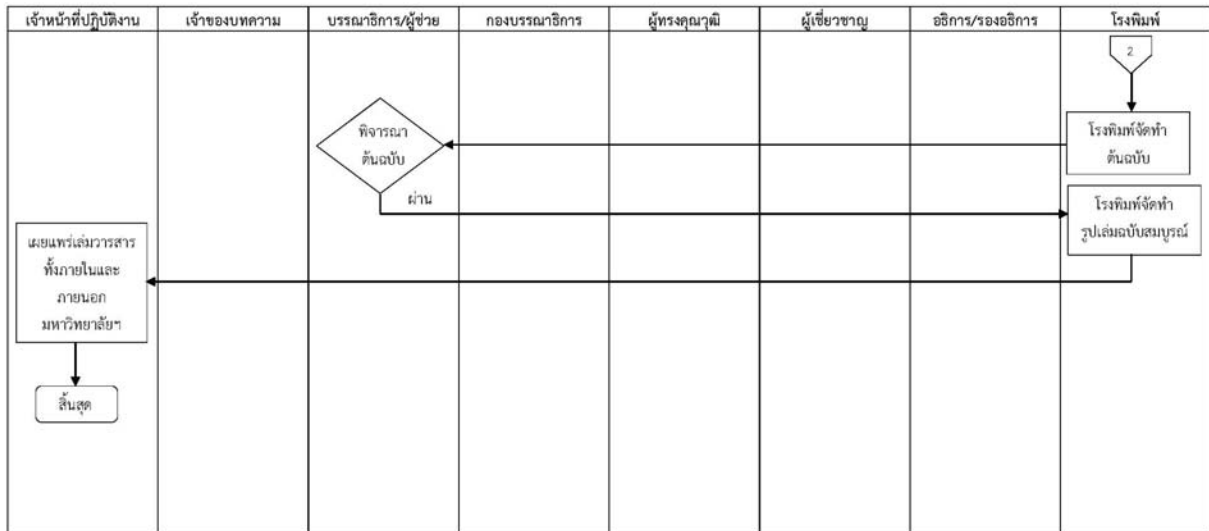 เจ้าหน้าที่ปฏิบัติงาน
เจ้าของบทความ
บรรณาธิการ/ผู้ช่วย
กองบรรณาธิการ
ผู้ทรงคุณวุฒิ
ผู้เชี่ยวชาญ
อธิการ/รองอธิการ
โรงพิมพ์
2
โรงพิมพ์จัดทำ
ต้นฉบับ
พิจารณา
ต้นฉบับ
ผ่าน
โรงพิมพ์จัดทำ
รูปเล่มฉบับสมบูรณ์
เผยแพร่เล่มวารสาร
ทั้งภายในและ
ภายนอก
มหาวิทยาลัยฯ
สิ้นสุด